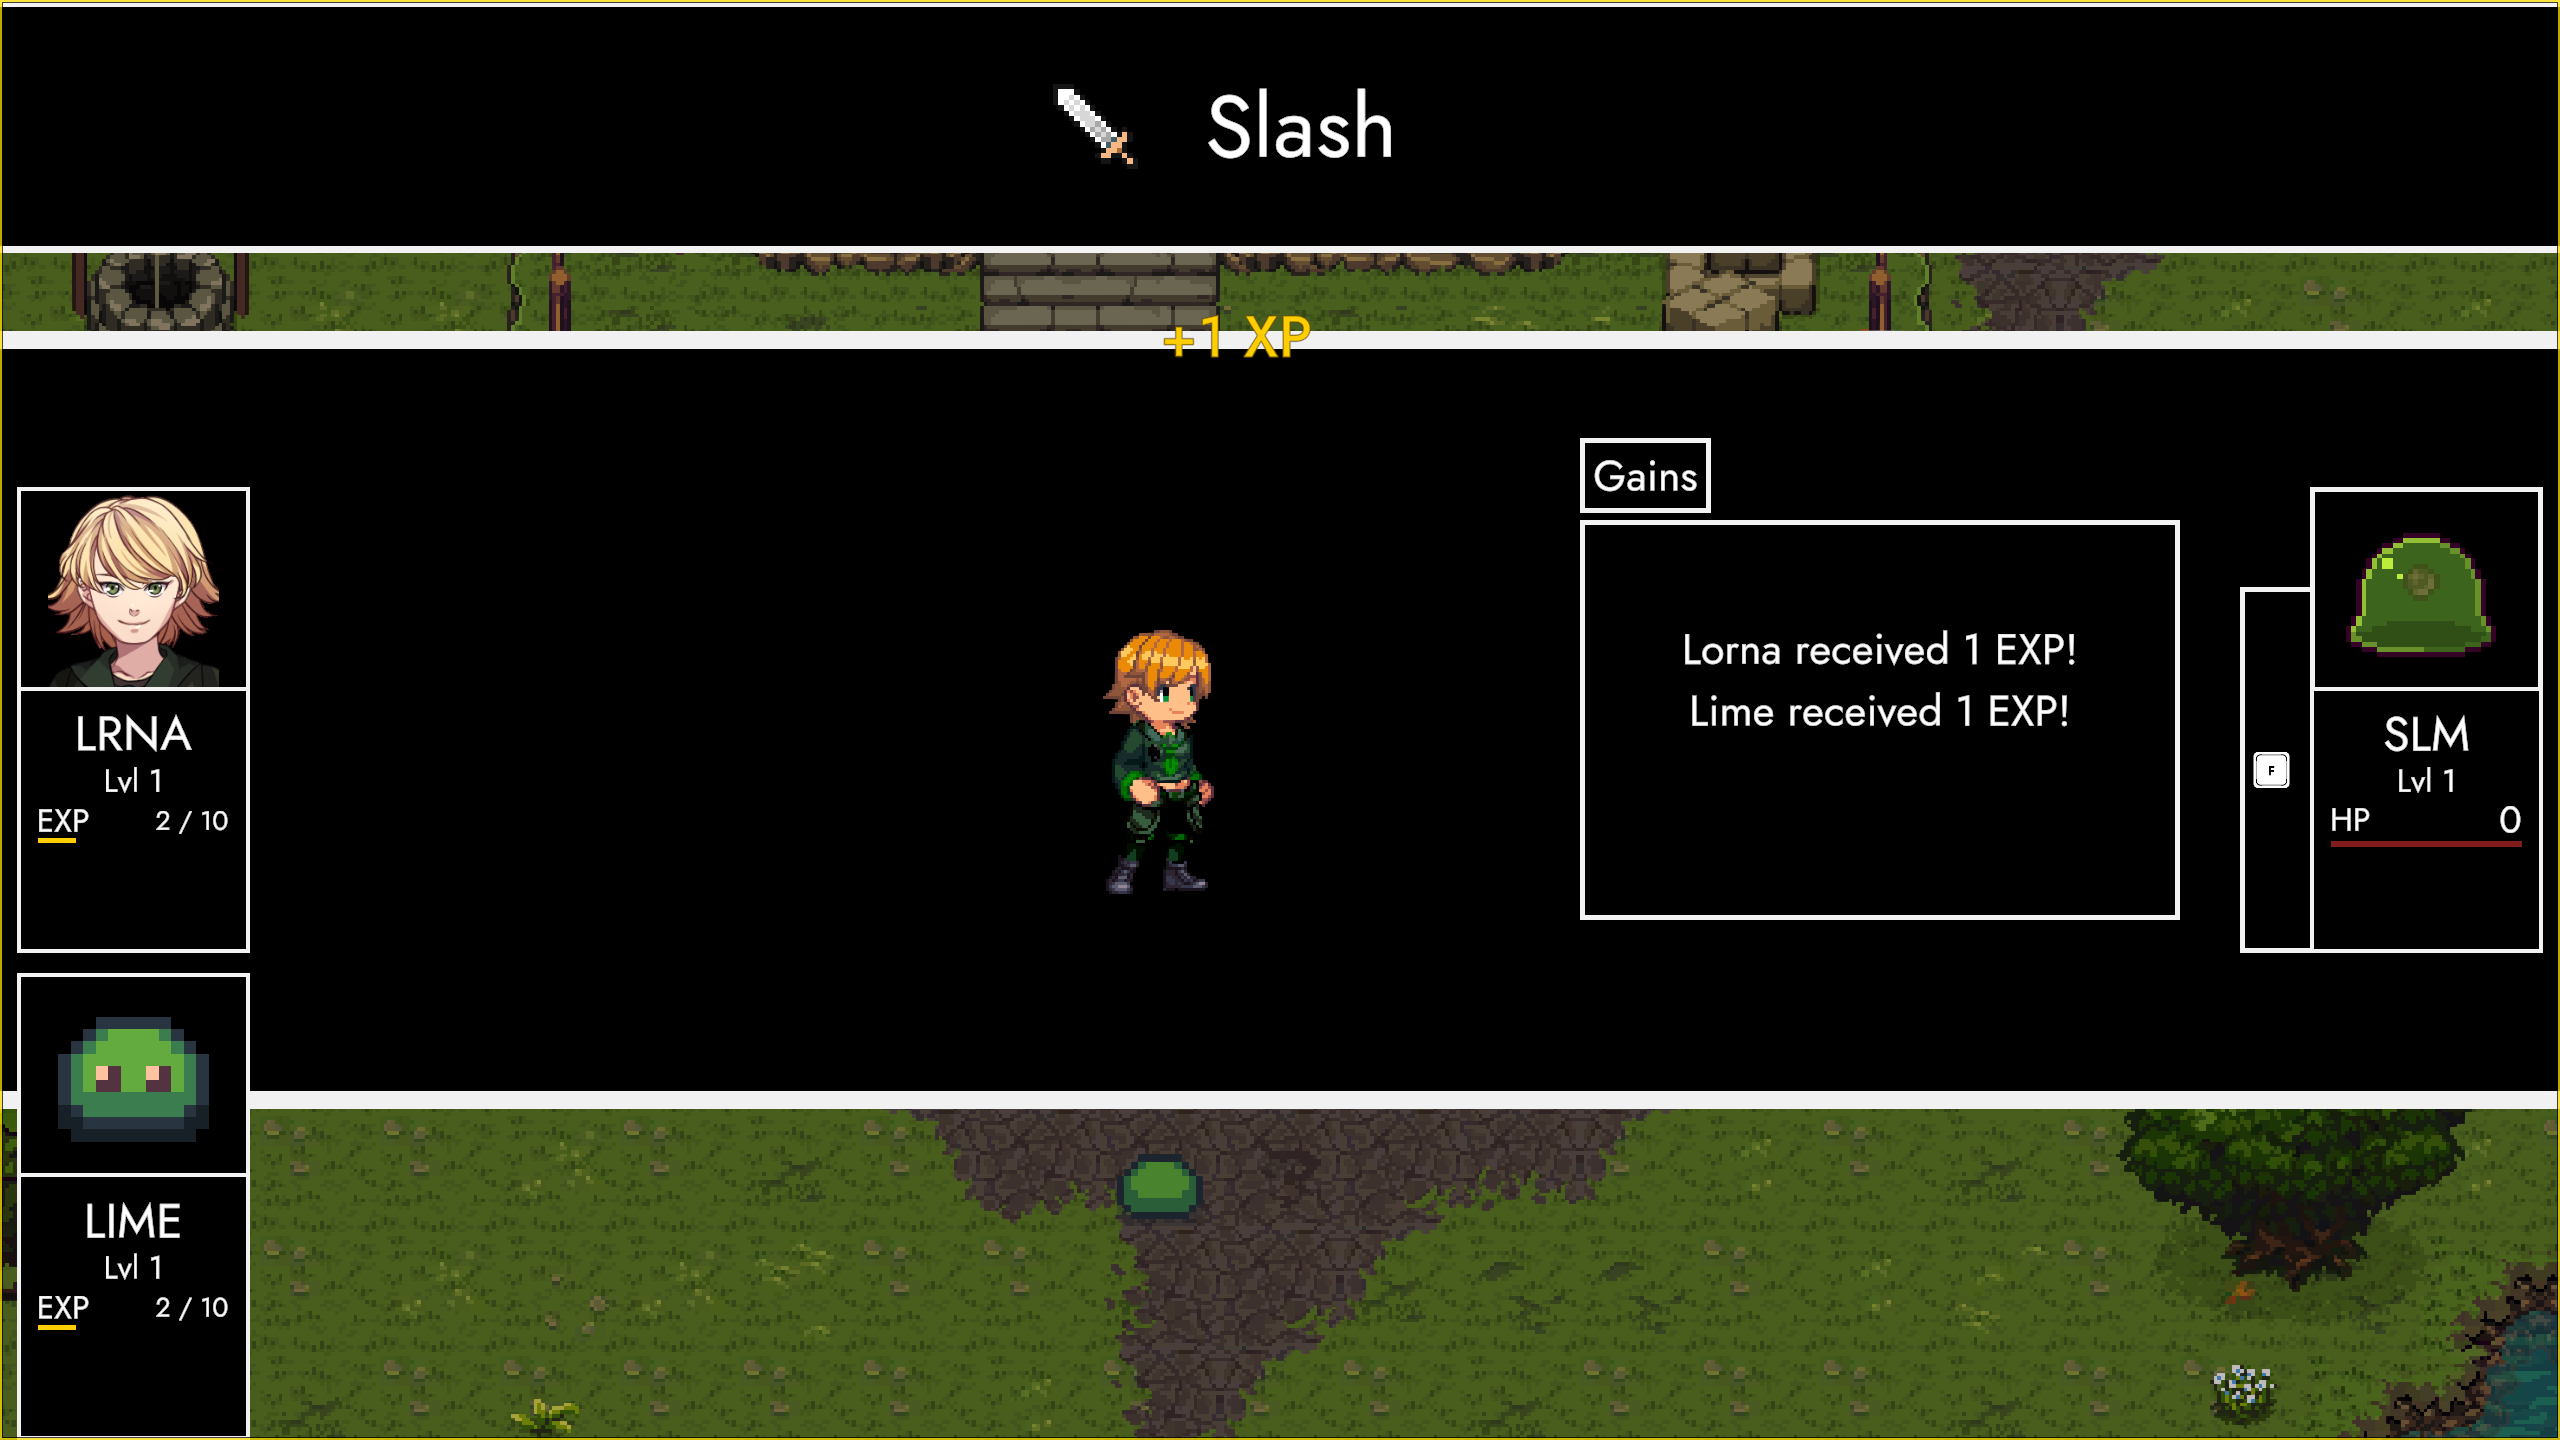 Slash
+1 XP
Gains
Lorna received 1 EXP!
Lime received 1 EXP!
LRNA
Lvl 1
EXP 2 / 10
SLM
Lvl 1
HP 0
F
LIME
Lvl 1
EXP 2 / 10